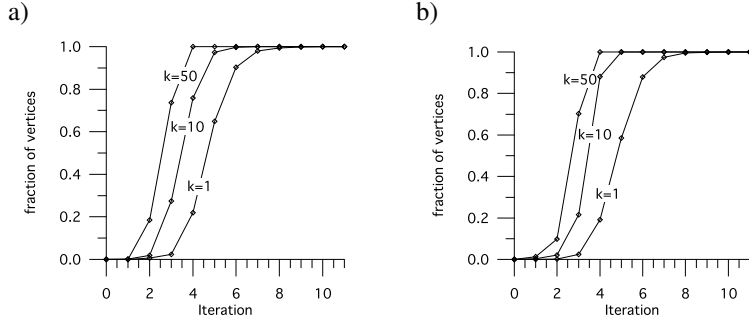 a)
1.0
0.8
0.6
0.4
0.2
0.0
fraction of vertices
k=50
k=10
k=1
0 2 4 6 8 10
Iteration
b)
1.0
0.8
0.6
0.4
0.2
0.0
fraction of vertices
k=50
k=10
k=1
0 2 4 6 8 10
Iteration